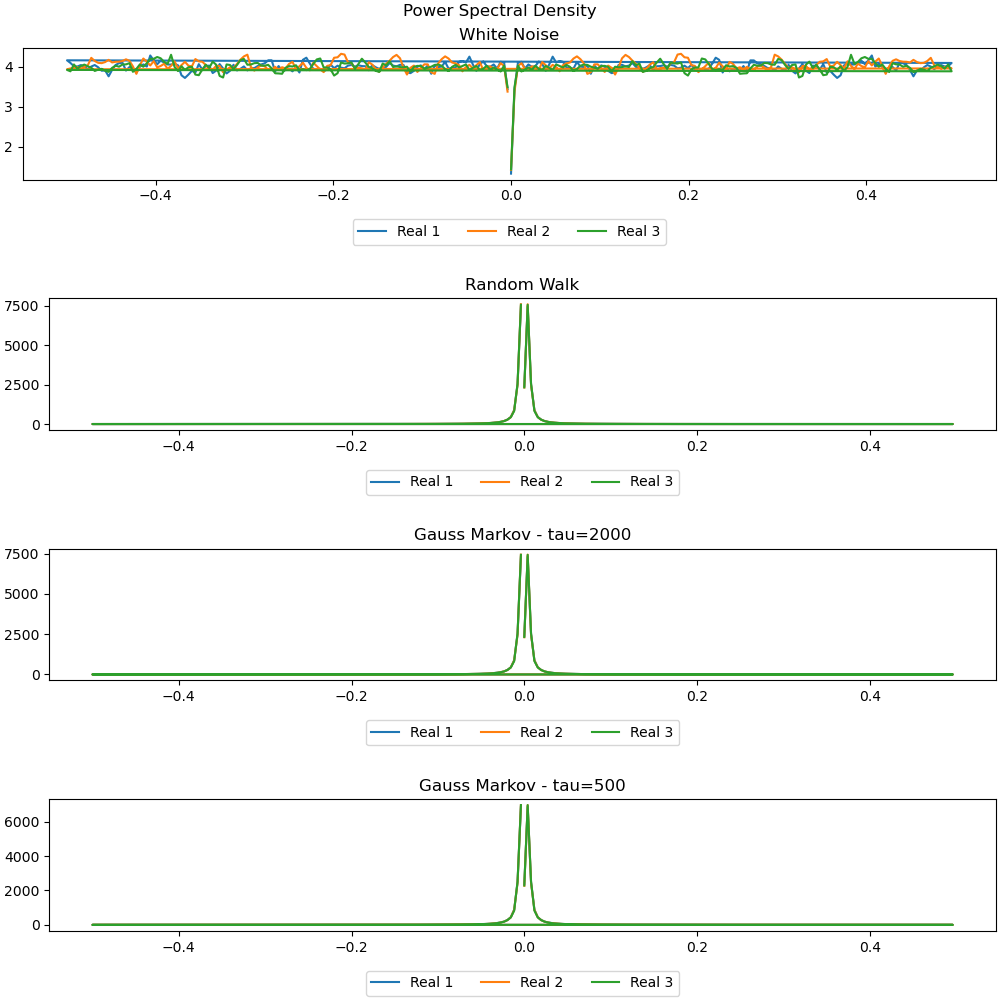 Power Spectral Density
White Noise
4
3
2
−0.4 −0.2 0.0 0.2 0.4
Real 1 Real 2 Real 3
Random Walk
7500
5000
2500
0
−0.4 −0.2 0.0 0.2 0.4
Real 1 Real 2 Real 3
Gauss Markov - tau=2000
7500
5000
2500
0
−0.4 −0.2 0.0 0.2 0.4
Real 1 Real 2 Real 3
Gauss Markov - tau=500
6000
4000
2000
0
−0.4 −0.2 0.0 0.2 0.4
Real 1 Real 2 Real 3